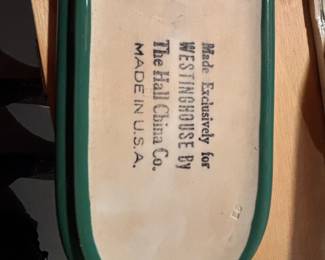 Made Exclusively for
WESTINGHOUSE By
The Hall China Co.
MADE IN U.S.A.